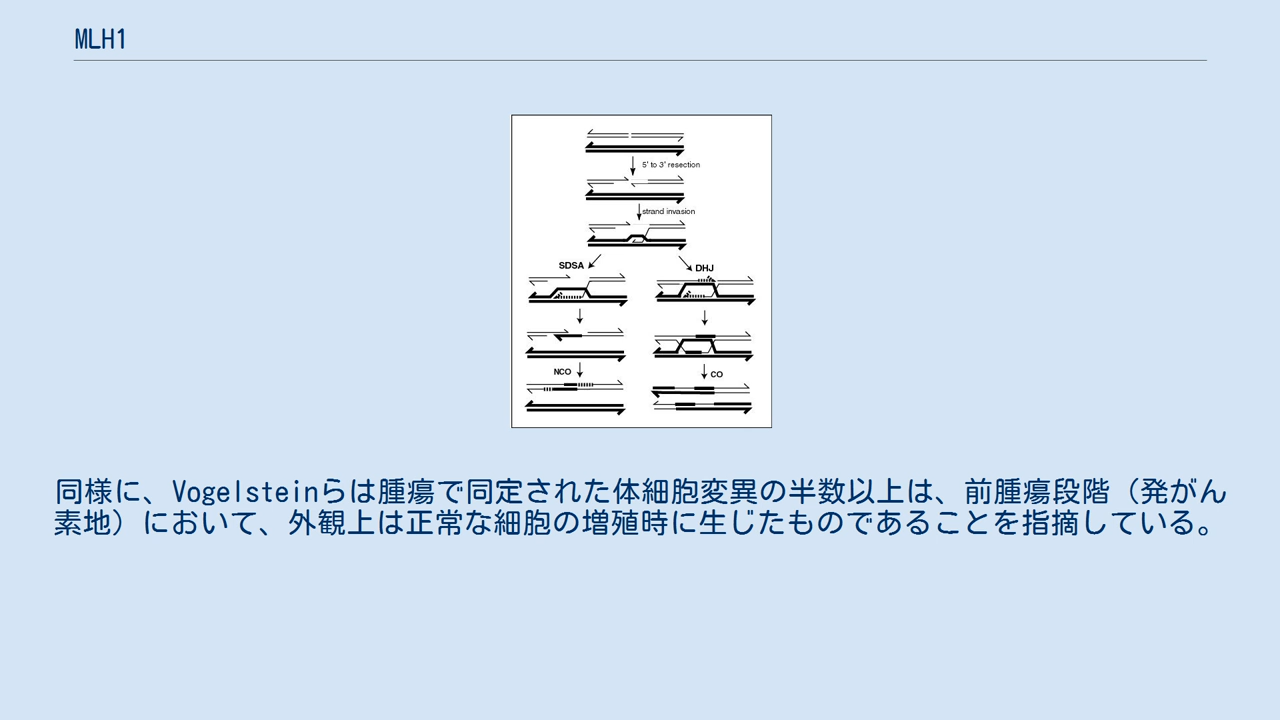 MLH1
5' to 3' resection
strand invasion
SDSA
DHJ
NCO
CO
同様に、Vogelsteinらは腫瘍で同定された体細胞変異の半数以上は、前腫瘍段階（発がん
素地）において、外観上は正常な細胞の増殖時に生じたものであることを指摘している。